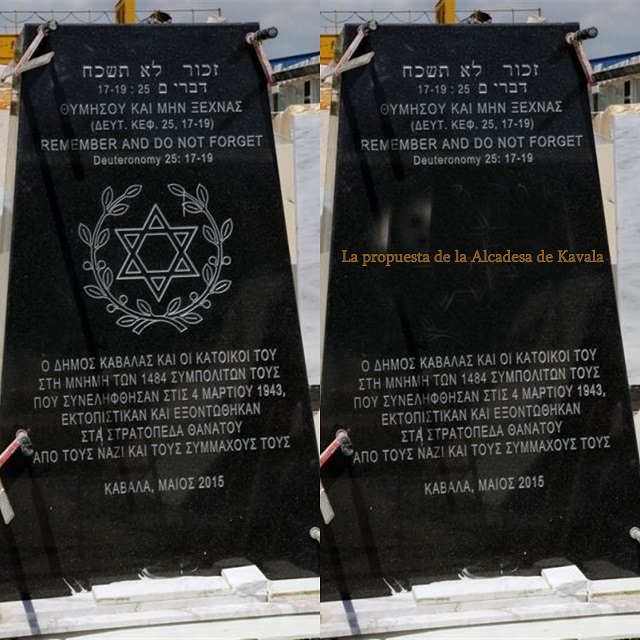 זכור לא תשכח
דברי ם 25 : 17-19
ΘΥΜΗΣΟΥ ΚΑΙ ΜΗΝ ΞΕΧΝΑΣ
(ΔΕΥΤ. ΚΕΦ. 25, 17-19)
REMEMBER AND DO NOT FORGET
Deuteronomy 25: 17-19
Ο ΔΗΜΟΣ ΚΑΒΑΛΑΣ ΚΑΙ ΟΙ ΚΑΤΟΙΚΟΙ ΤΟΥ
ΣΤΗ ΜΝΗΜΗ ΤΩΝ 1484 ΣΥΜΠΟΛΙΤΩΝ ΤΟΥΣ
ΠΟΥ ΣΥΝΕΛΗΦΘΗΣΑΝ ΣΤΙΣ 4 ΜΑΡΤΙΟΥ 1943,
ΕΚΤΟΠΙΣΤΙΚΑΝ ΚΑΙ ΕΞΟΝΤΩΘΗΚΑΝ
ΣΤΑ ΣΤΡΑΤΟΠΕΔΑ ΘΑΝΑΤΟΥ
ΑΠΟ ΤΟΥΣ ΝΑΖΙ ΚΑΙ ΤΟΥΣ ΣΥΜΜΑΧΟΥΣ ΤΟΥΣ
ΚΑΒΑΛΑ, ΜΑΙΟΣ 2015
זכור לא תשכח
דברי ם 25 : 17-19
ΘΥΜΗΣΟΥ ΚΑΙ ΜΗΝ ΞΕΧΝΑΣ
(ΔΕΥΤ. ΚΕΦ. 25, 17-19)
REMEMBER AND DO NOT FORGET
Deuteronomy 25: 17-19
La propuesta de la Alcadesa de Kavala
Ο ΔΗΜΟΣ ΚΑΒΑΛΑΣ ΚΑΙ ΟΙ ΚΑΤΟΙΚΟΙ ΤΟΥ
ΣΤΗ ΜΝΗΜΗ ΤΩΝ 1484 ΣΥΜΠΟΛΙΤΩΝ ΤΟΥΣ
ΠΟΥ ΣΥΝΕΛΗΦΘΗΣΑΝ ΣΤΙΣ 4 ΜΑΡΤΙΟΥ 1943,
ΕΚΤΟΠΙΣΤΙΚΑΝ ΚΑΙ ΕΞΟΝΤΩΘΗΚΑΝ
ΣΤΑ ΣΤΡΑΤΟΠΕΔΑ ΘΑΝΑΤΟΥ
ΑΠΟ ΤΟΥΣ ΝΑΖΙ ΚΑΙ ΤΟΥΣ ΣΥΜΜΑΧΟΥΣ ΤΟΥΣ
ΚΑΒΑΛΑ, ΜΑΙΟΣ 2015